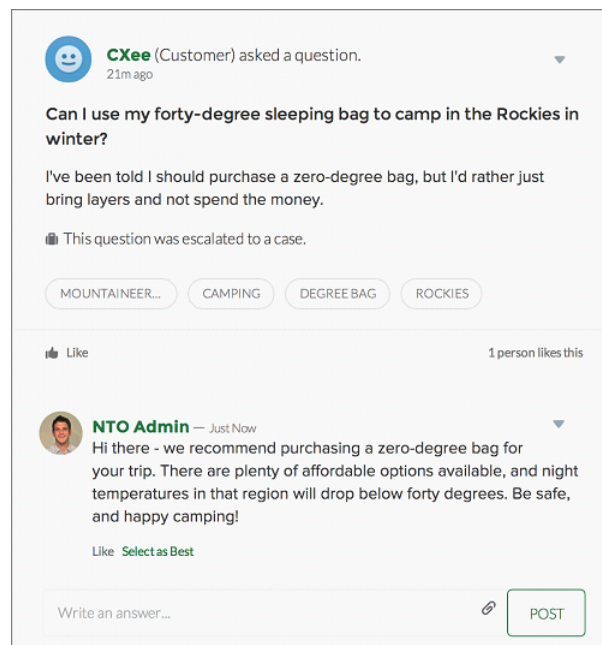 CXee (Customer) asked a question.
21m ago
Can I use my forty-degree sleeping bag to camp in the Rockies in
winter?
I've been told I should purchase a zero-degree bag, but I'd rather just
bring layers and not spend the money.
This question was escalated to a case.
MOUNTAINEER... CAMPING DEGREE BAG ROCKIES
Like 1 person likes this
NTO Admin — Just Now
Hi there - we recommend purchasing a zero-degree bag for
your trip. There are plenty of affordable options available, and night
temperatures in that region will drop below forty degrees. Be safe,
and happy camping!
Like Select as Best
Write an answer... POST